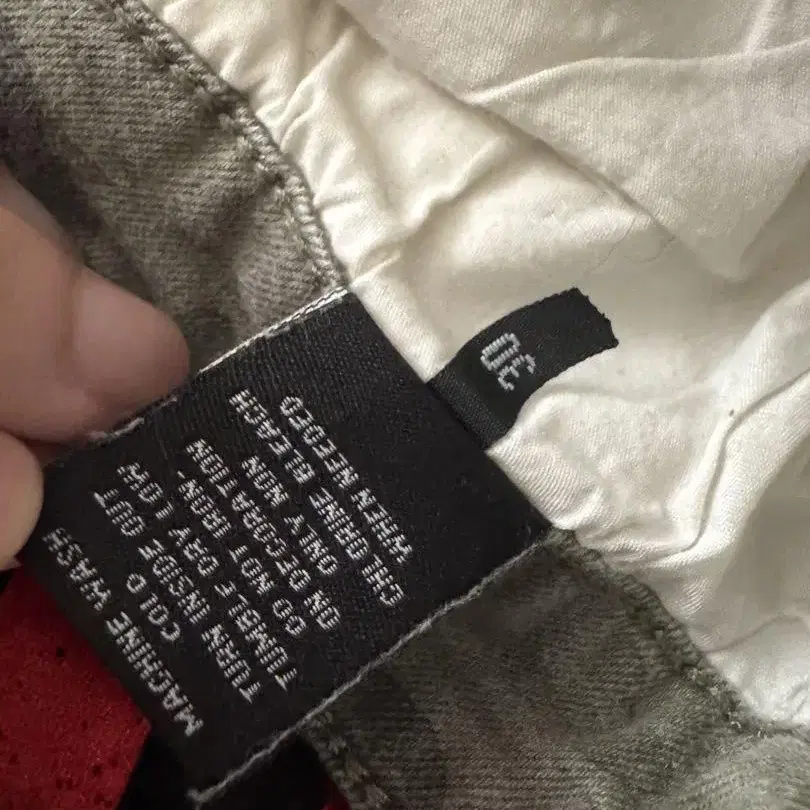 MACHINE WASH
COLD
TURN INSIDE OUT
TUMBLE DRY LOW
DO NOT IRON
ON DECORATION
ONLY NON
CHLORINE BLEACH
WHEN NEEDED
30